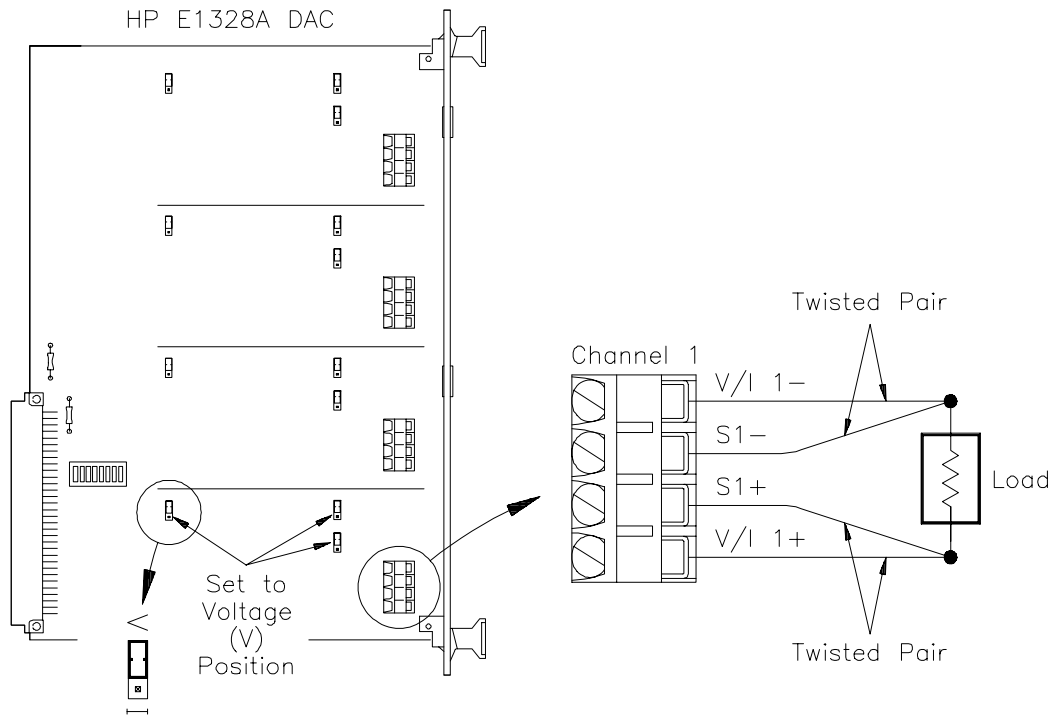 HP E1328A DAC
Set to
Voltage
(V)
Position
V
I
Channel 1
V/I 1-
S1-
S1+
V/I 1+
Twisted Pair
Load
Twisted Pair